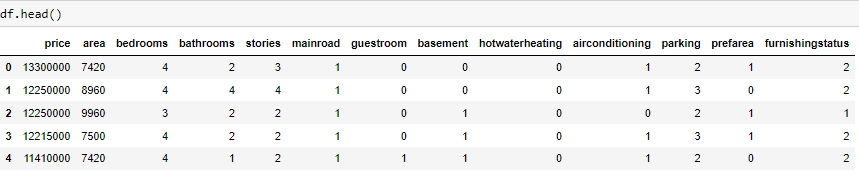 df.head()
price area bedrooms bathrooms stories mainroad guestroom basement hotwaterheating airconditioning parking prefarea furnishingstatus
0 13300000 7420 4 2 3 1 0 0 0 1 2 1 2
1 12250000 8960 4 4 4 1 0 0 0 1 3 0 2
2 12250000 9960 3 2 2 1 0 1 0 0 2 1 1
3 12215000 7500 4 2 2 1 0 1 0 1 3 1 2
4 11410000 7420 4 1 2 1 1 1 0 1 2 0 2